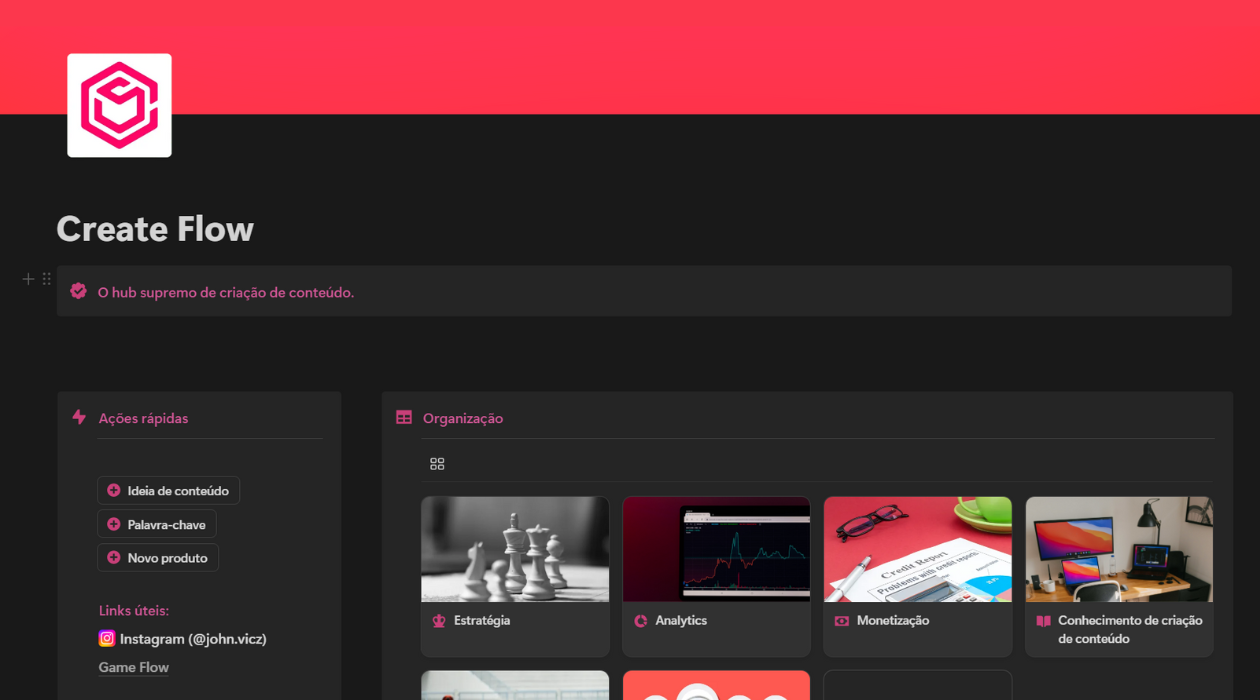 Create Flow
O hub supremo de criação de conteúdo.
Ações rápidas
Ideia de conteúdo
Palavra-chave
Novo produto
Links úteis:
Instagram (@john.vicz)
Game Flow
Organização
Credit Report
Problems with credit report
Estratégia
Analytics
Monetização
Conhecimento de criação
de conteúdo